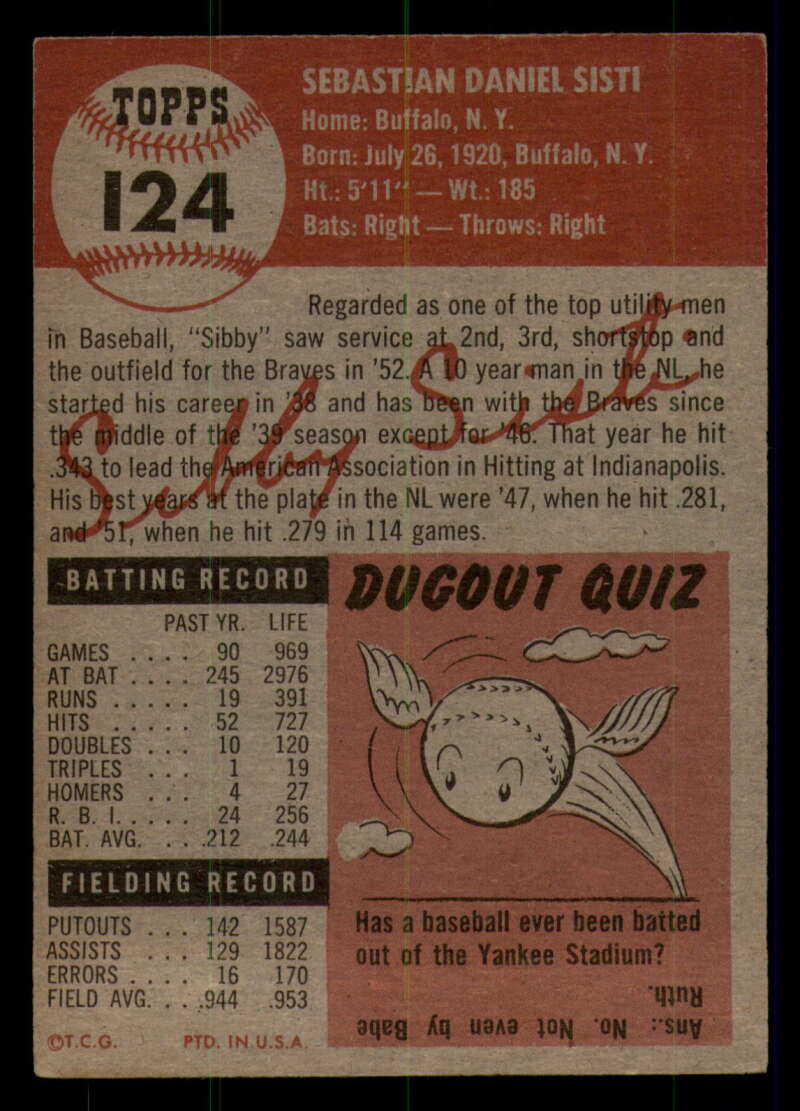 TOPPS
124
SEBASTIAN DANIEL SISTI
Home: Buffalo, N. Y.
Born: July 26, 1920, Buffalo, N. Y.
Ht.: 5'11" — Wt.: 185
Bats: Right — Throws: Right
Regarded as one of the top utility men
in Baseball, "Sibby" saw service at 2nd, 3rd, shortstop and
the outfield for the Braves in '52. A 10 year man in the NL, he
started his career in '38 and has been with the Braves since
the middle of the '39 season except for '46. That year he hit
.343 to lead the American Association in Hitting at Indianapolis.
His best years at the plate in the NL were '47, when he hit .281,
and '51, when he hit .279 in 114 games.
Sibby Sisti
BATTING RECORD
PAST YR. LIFE
GAMES .... 90 969
AT BAT .... 245 2976
RUNS ..... 19 391
HITS ..... 52 727
DOUBLES ... 10 120
TRIPLES ... 1 19
HOMERS ... 4 27
R. B. I. .... 24 256
BAT. AVG. ... .212 .244
FIELDING RECORD
PUTOUTS ... 142 1587
ASSISTS ... 129 1822
ERRORS .... 16 170
FIELD AVG. .. .944 .953
©T.C.G. PTD. IN U.S.A.
DUGOUT QUIZ
Has a baseball ever been batted
out of the Yankee Stadium?
Ans.: No. Not even by Babe
Ruth.